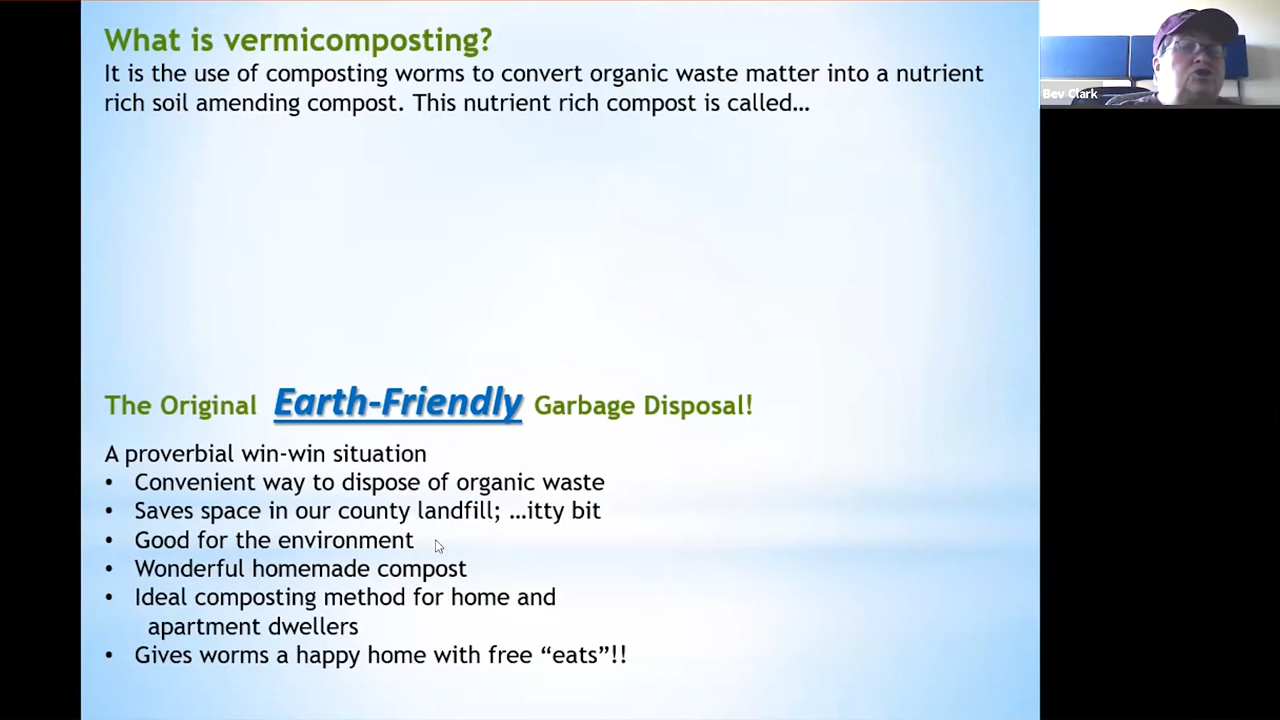 What is vermicomposting?
It is the use of composting worms to convert organic waste matter into a nutrient
rich soil amending compost. This nutrient rich compost is called…
Bev Clark
The Original Earth-Friendly Garbage Disposal!
A proverbial win-win situation
• Convenient way to dispose of organic waste
• Saves space in our county landfill; …itty bit
• Good for the environment
• Wonderful homemade compost
• Ideal composting method for home and
apartment dwellers
• Gives worms a happy home with free “eats”!!